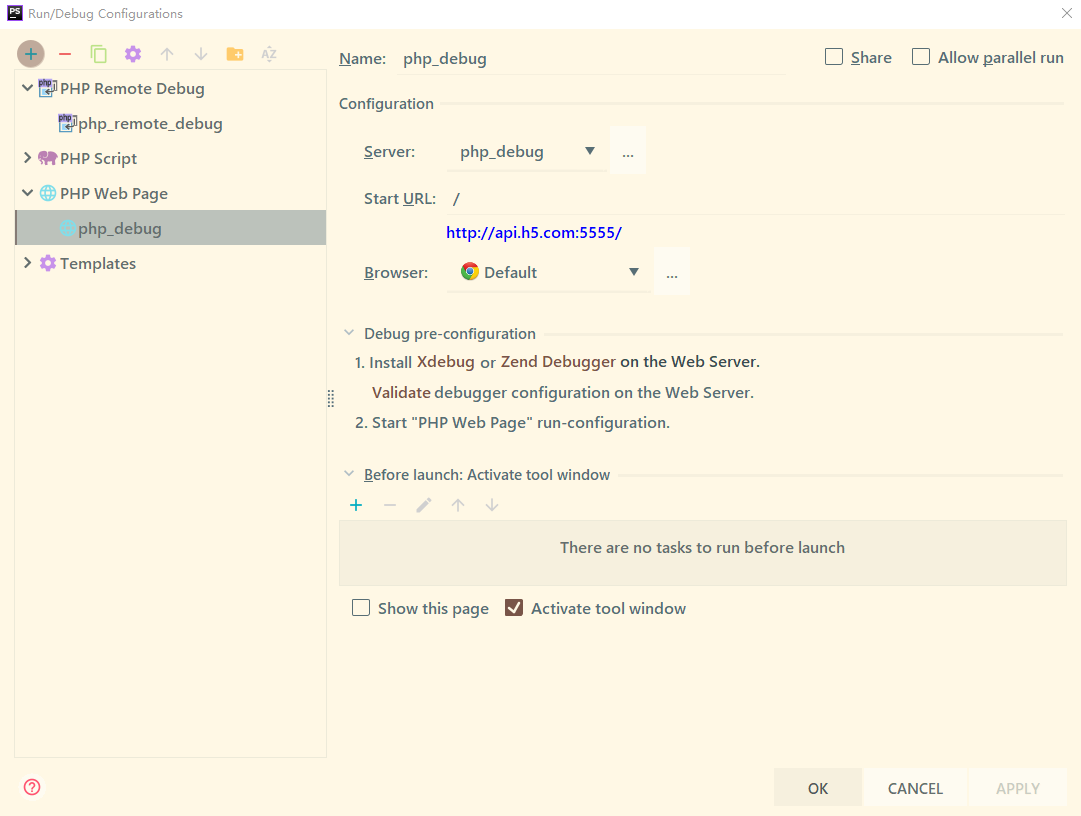 PS Run/Debug Configurations
AZ
Name: php_debug
Share
Allow parallel run
php PHP Remote Debug
php php_remote_debug
PHP Script
PHP Web Page
php_debug
Templates
Configuration
Server: php_debug ...
Start URL: /
http://api.h5.com:5555/
Browser: Default ...
Debug pre-configuration
1. Install Xdebug or Zend Debugger on the Web Server.
Validate debugger configuration on the Web Server.
2. Start "PHP Web Page" run-configuration.
Before launch: Activate tool window
There are no tasks to run before launch
Show this page
Activate tool window
?
OK
CANCEL
APPLY